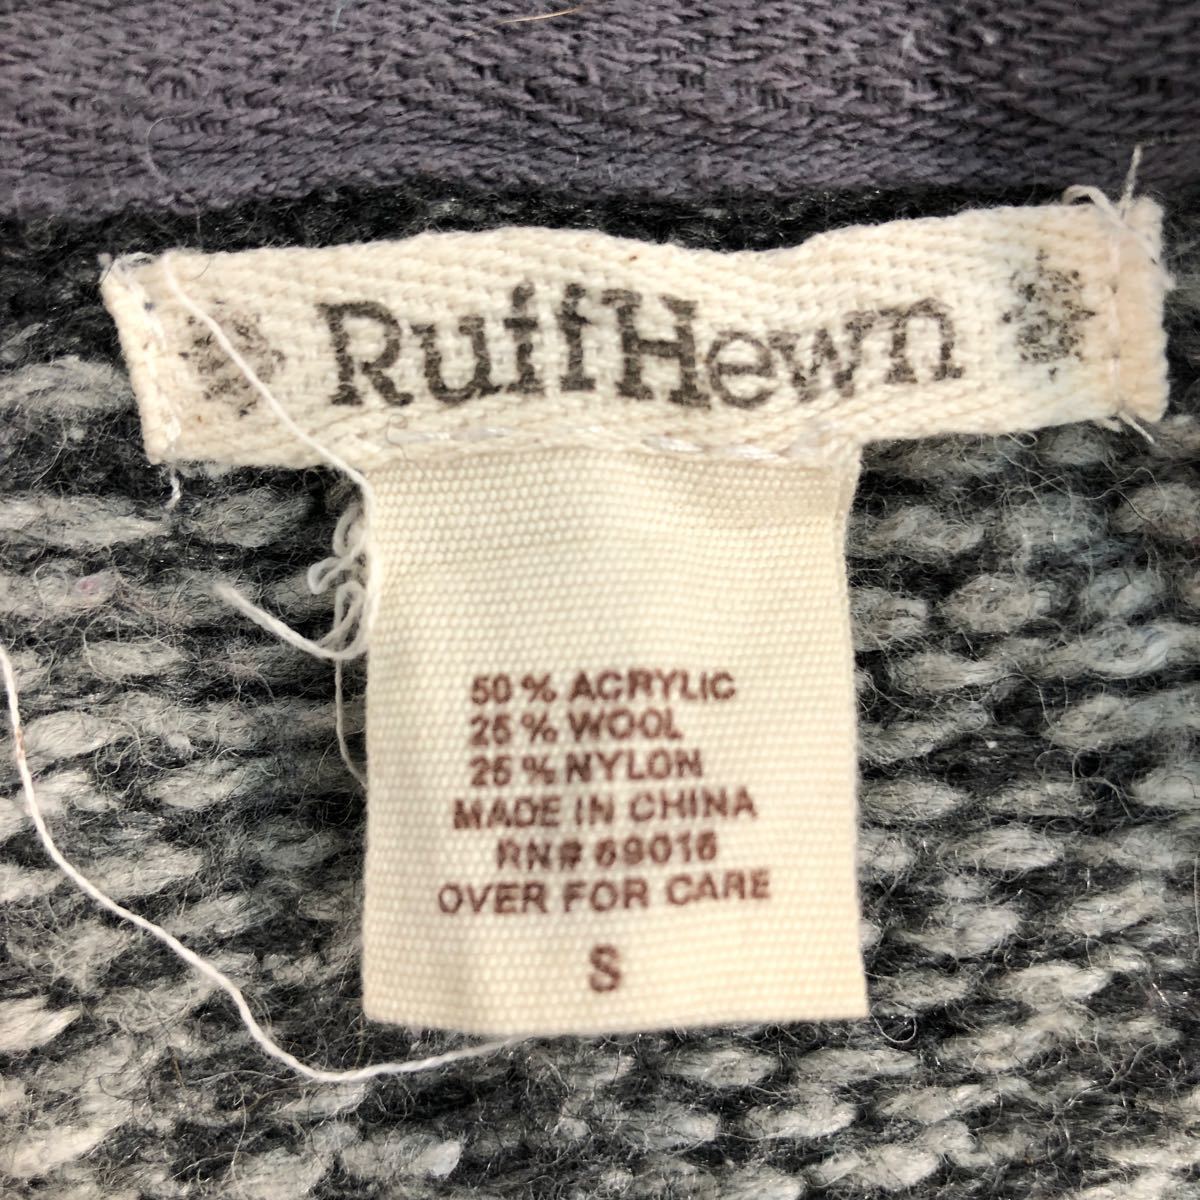 RuffHewn
50% ACRYLIC
25% WOOL
25% NYLON
MADE IN CHINA
RN# 69016
OVER FOR CARE
S